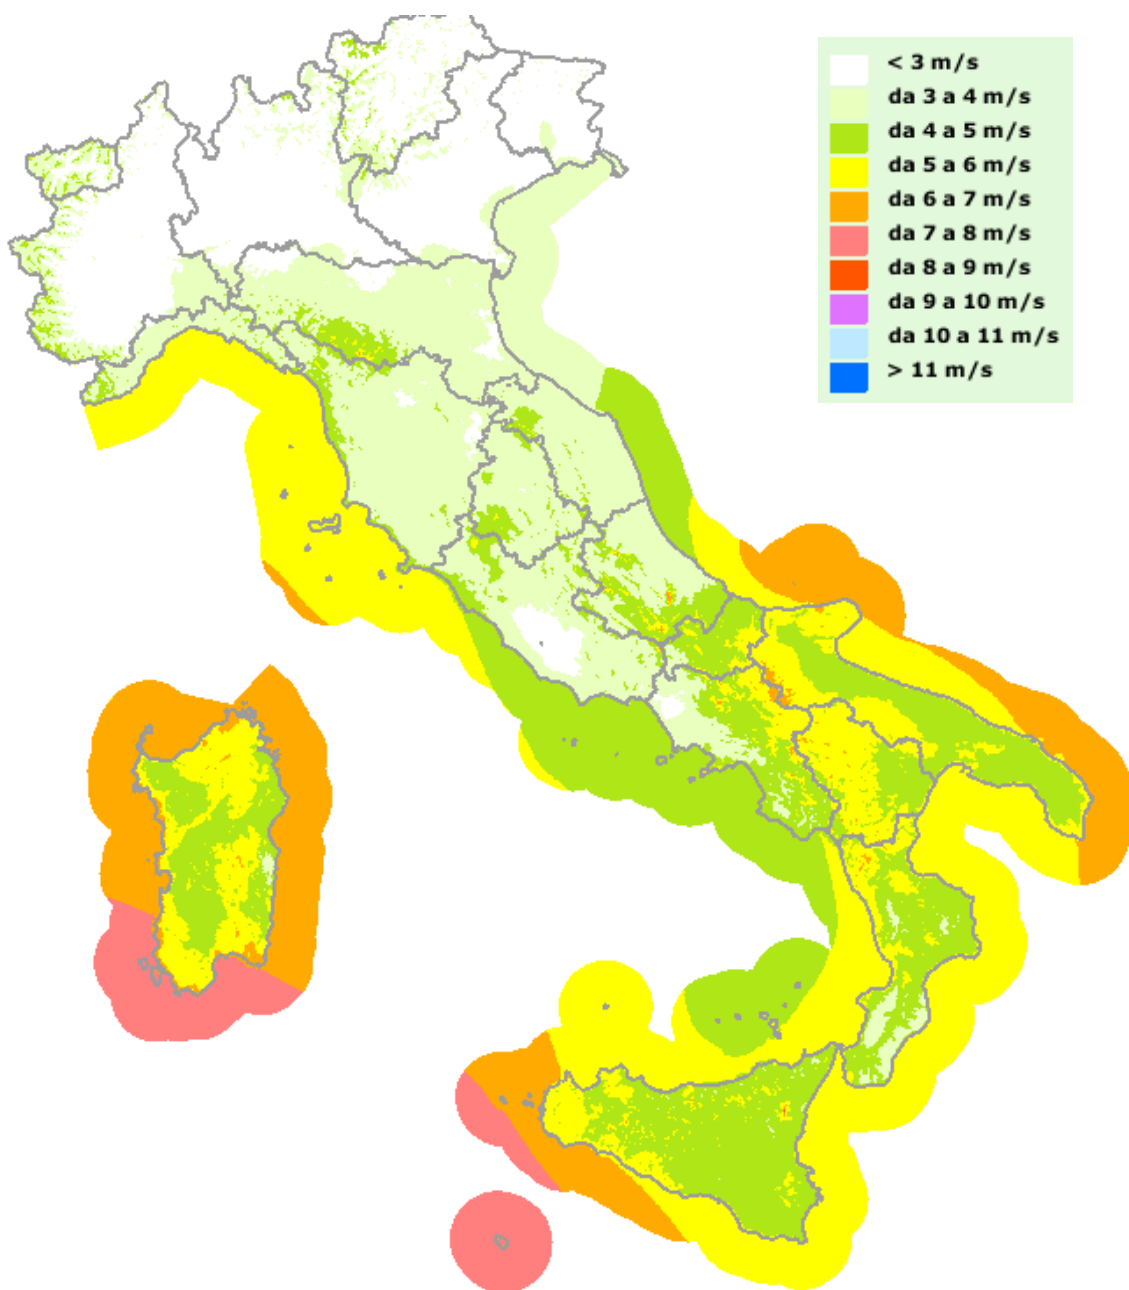 < 3 m/s
da 3 a 4 m/s
da 4 a 5 m/s
da 5 a 6 m/s
da 6 a 7 m/s
da 7 a 8 m/s
da 8 a 9 m/s
da 9 a 10 m/s
da 10 a 11 m/s
> 11 m/s